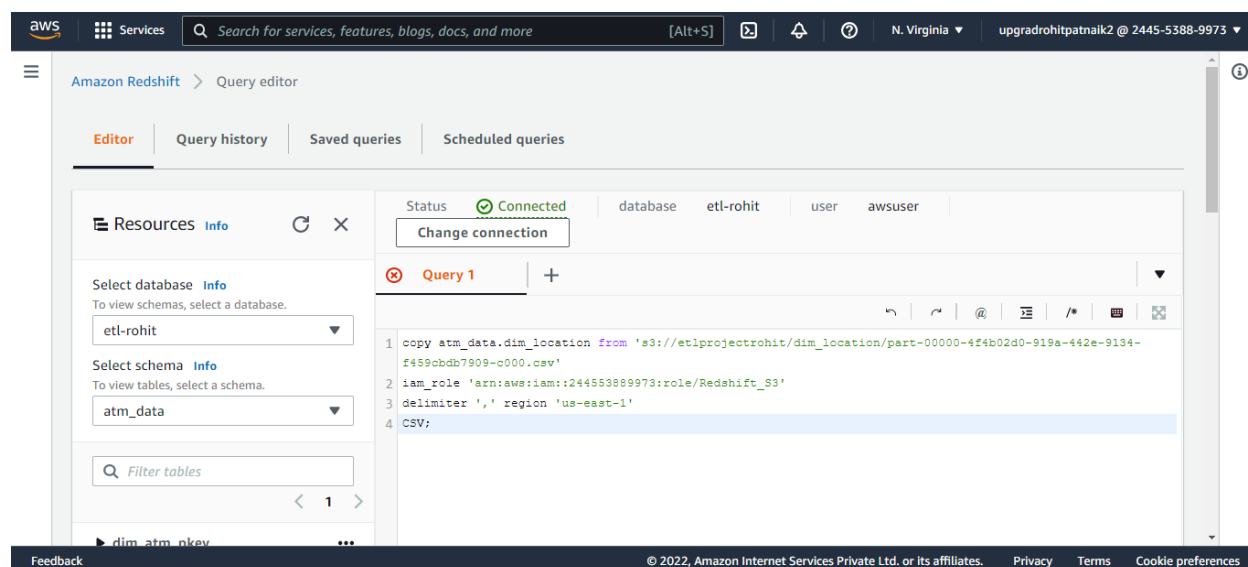 aws Services Search for services, features, blogs, docs, and more [Alt+S] N. Virginia ▼ upgradrohitpatnaik2 @ 2445-5388-9973 ▼
Amazon Redshift > Query editor
Editor Query history Saved queries Scheduled queries
Resources Info
Status Connected database etl-rohit user awsuser
Change connection
Query 1 +
Select database Info
To view schemas, select a database.
etl-rohit
Select schema Info
To view tables, select a schema.
atm_data
Filter tables
< 1 >
dim_atm_pkey •••
@ /*
1 copy atm_data.dim_location from 's3://etlprojectrohit/dim_location/part-00000-4f4b02d0-919a-442e-9134-
f459cbdb7909-c000.csv'
2 iam_role 'arn:aws:iam::244553889973:role/Redshift_S3'
3 delimiter ',' region 'us-east-1'
4 CSV;
Feedback © 2022, Amazon Internet Services Private Ltd. or its affiliates. Privacy Terms Cookie preferences